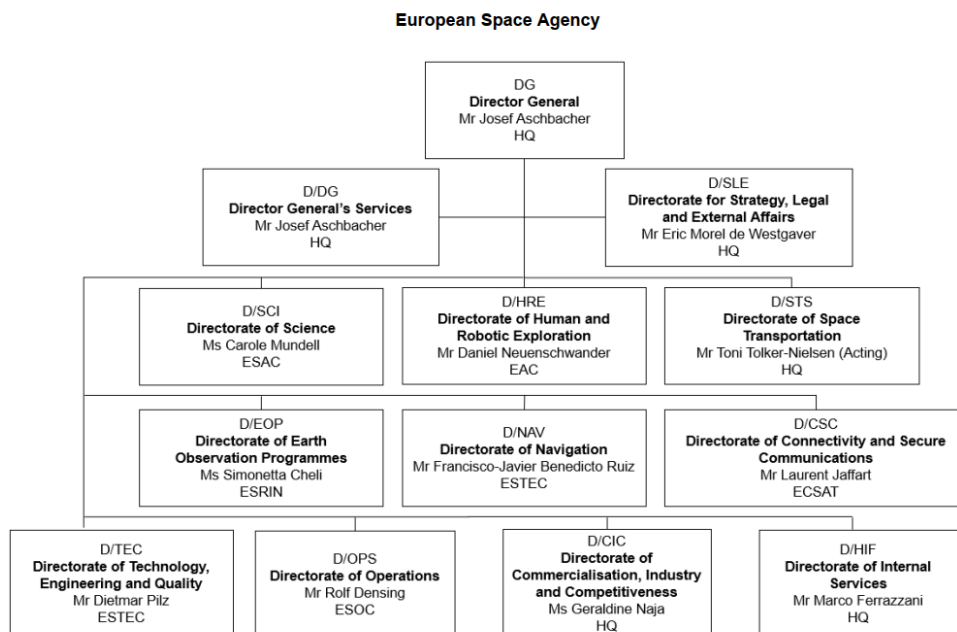 European Space Agency
DG
Director General
Mr Josef Aschbacher
HQ
D/DG
Director General's Services
Mr Josef Aschbacher
HQ
D/SLE
Directorate for Strategy, Legal
and External Affairs
Mr Eric Morel de Westgaver
HQ
D/SCI
Directorate of Science
Ms Carole Mundell
ESAC
D/HRE
Directorate of Human and
Robotic Exploration
Mr Daniel Neuenschwander
EAC
D/STS
Directorate of Space
Transportation
Mr Toni Tolker-Nielsen (Acting)
HQ
D/EOP
Directorate of Earth
Observation Programmes
Ms Simonetta Cheli
ESRIN
D/NAV
Directorate of Navigation
Mr Francisco-Javier Benedicto Ruiz
ESTEC
D/CSC
Directorate of Connectivity and Secure
Communications
Mr Laurent Jaffart
ECSAT
D/TEC
Directorate of Technology,
Engineering and Quality
Mr Dietmar Pilz
ESTEC
D/OPS
Directorate of Operations
Mr Rolf Densing
ESOC
D/CIC
Directorate of
Commercialisation, Industry
and Competitiveness
Ms Geraldine Naja
HQ
D/HIF
Directorate of Internal
Services
Mr Marco Ferrazzani
HQ